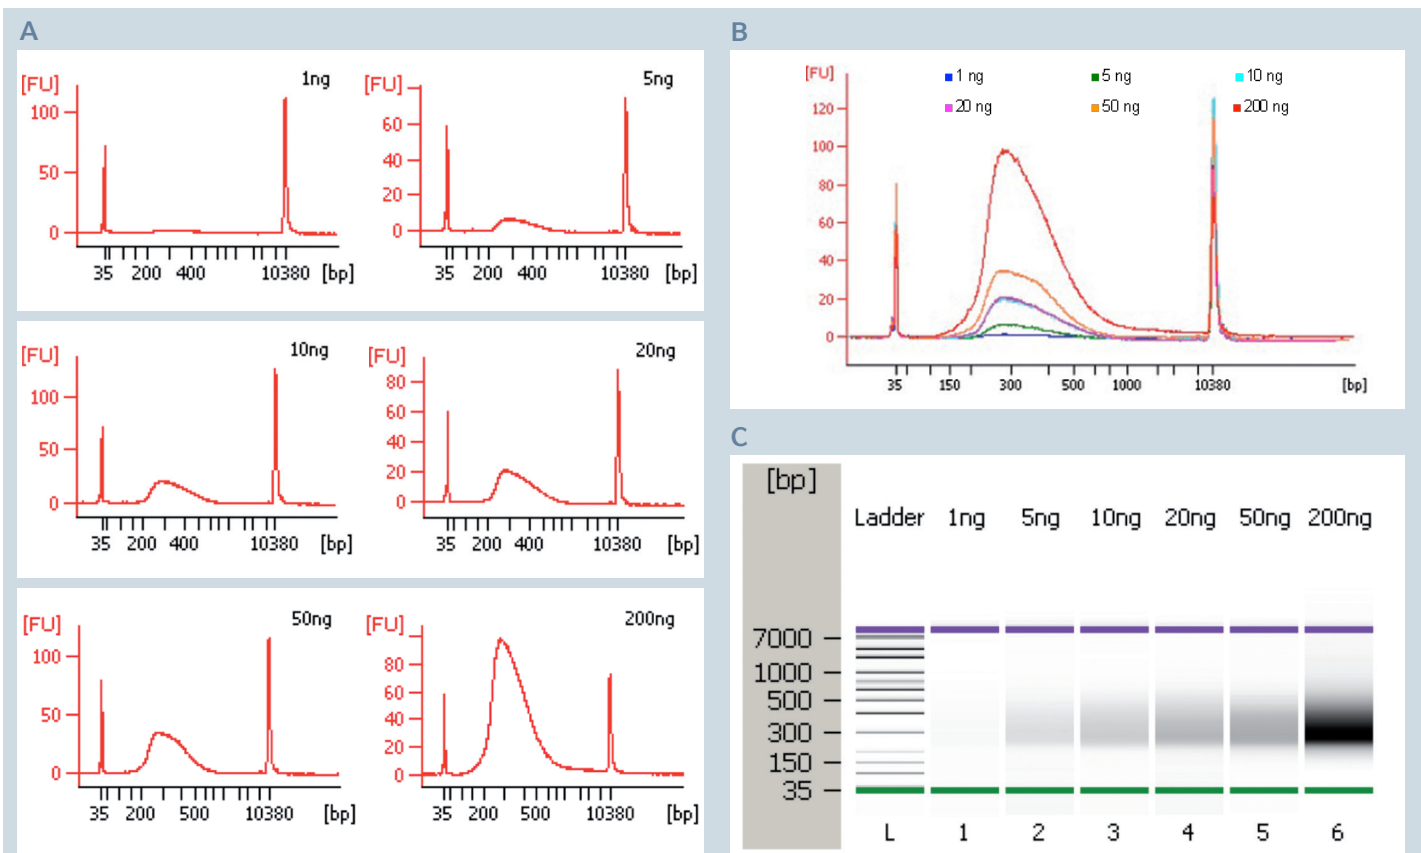 A
[FU]
1ng
100
50
0
35 200 400 10380 [bp]
[FU]
5ng
60
40
20
0
35 200 400 10380 [bp]
[FU]
10ng
100
50
0
35 200 400 10380 [bp]
[FU]
20ng
80
60
40
20
0
35 200 400 10380 [bp]
[FU]
50ng
100
50
0
35 200 500 10380 [bp]
[FU]
200ng
80
60
40
20
0
35 200 500 10380 [bp]
B
[FU]
1 ng 5 ng 10 ng
20 ng 50 ng 200 ng
120
100
80
60
40
20
0
35 150 300 500 1000 10380 [bp]
C
[bp]
Ladder 1ng 5ng 10ng 20ng 50ng 200ng
7000
1000
500
300
150
35
L 1 2 3 4 5 6